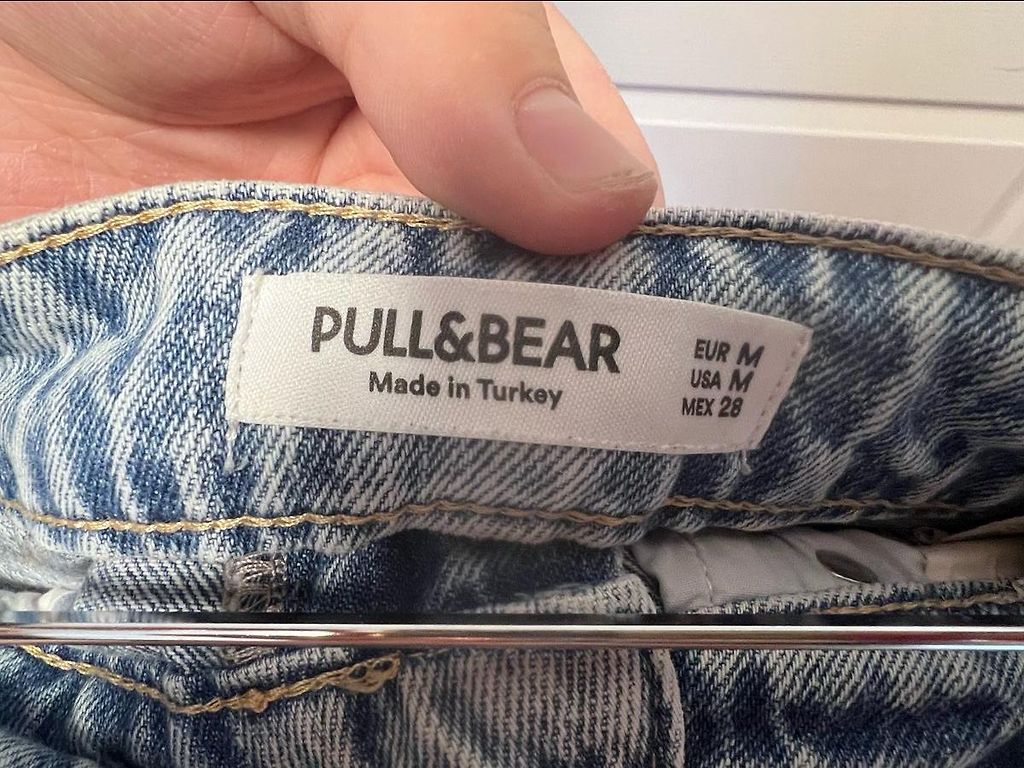 PULL&BEAR
Made in Turkey
EUR M
USA M
MEX 28